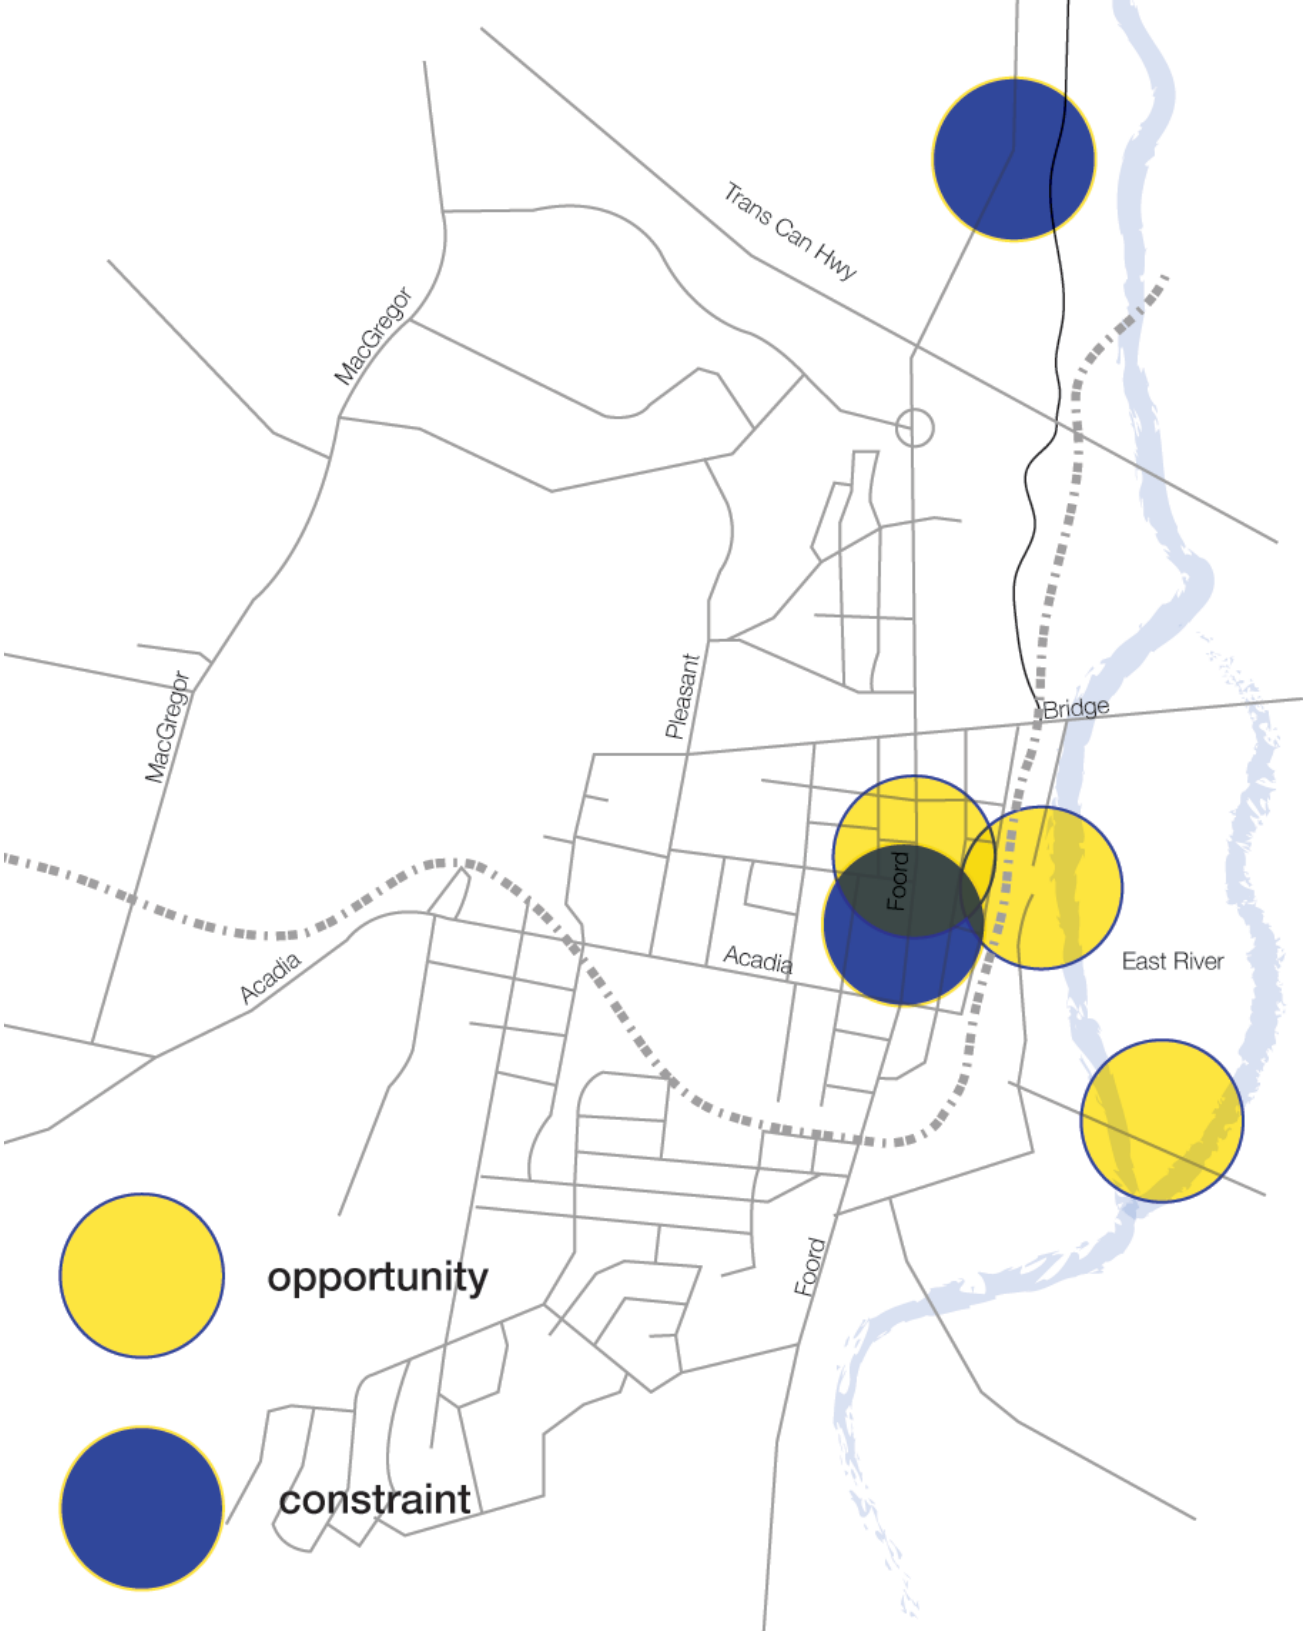 Trans Can Hwy
MacGregor
Pleasant
MacGregor
Bridge
Foord
Acadia
East River
Acadia
Foord
opportunity
constraint